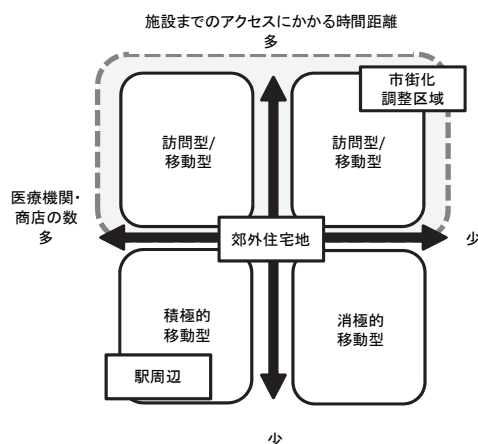 施設までのアクセスにかかる時間距離
多
市街化
調整区域
訪問型/
移動型
訪問型/
移動型
医療機関・
商店の数
多
郊外住宅地
少
積極的
移動型
消極的
移動型
駅周辺
少